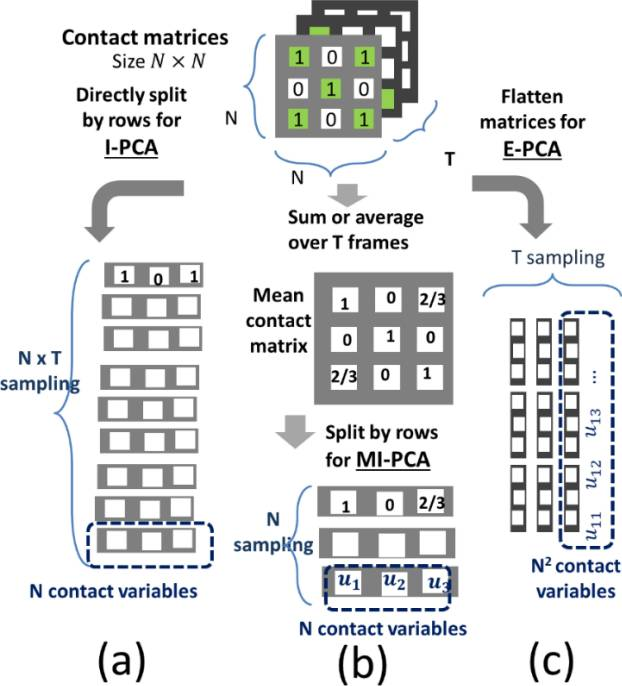 Contact matrices
Size N × N
Directly split
by rows for
I-PCA
N
1 0 1
0 1 0
1 0 1
N
T
Flatten
matrices for
E-PCA
Sum or average
over T frames
T sampling
1 0 1
N x T
sampling
Mean
contact
matrix
1 0 2/3
0 1 0
2/3 0 1
Split by rows
for MI-PCA
N
sampling
1 0 2/3
u1 u2 u3
u11 u12 u13 ...
N contact variables
N contact variables
N² contact
variables
(a) (b) (c)